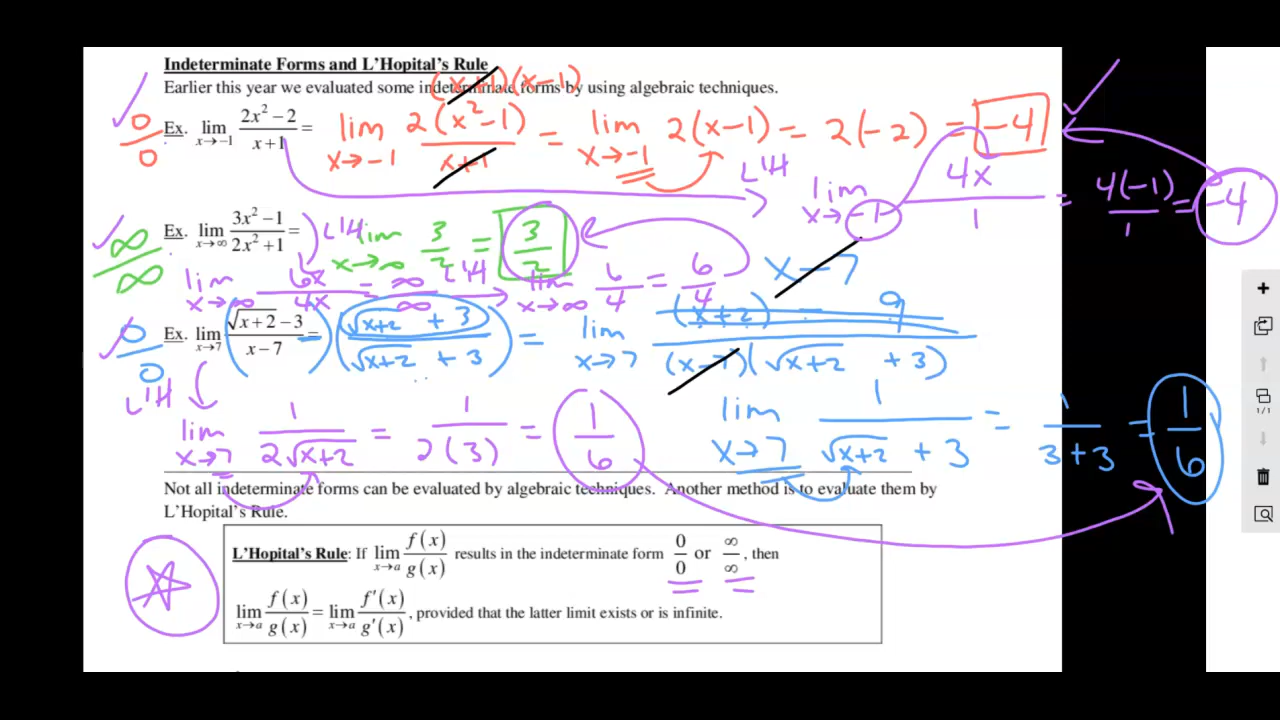 Indeterminate Forms and L'Hopital's Rule
(x+1)(x-1)
Earlier this year we evaluated some indeterminate forms by using algebraic techniques.
0/0
Ex. lim x→-1 (2x² - 2)/(x+1) = lim x→-1 2(x²-1)/(x+1) = lim x→-1 2(x-1) = 2(-2) = -4
L'H lim x→-1 4x/1 = 4(-1)/1 = -4
∞/∞
Ex. lim x→∞ (3x² - 1)/(2x² + 1) = L'H lim x→∞ 3/2 = 3/2
lim x→∞ 6x/4x = ∞/∞ L'H lim x→∞ 6/4 = 6/4
x-7
0/0
Ex. lim x→7 (√(x+2) - 3)/(x-7) = (√(x+2) + 3)/(√(x+2) + 3) = lim x→7 ((x+2) - 9)/((x-7)(√(x+2) + 3))
L'H
lim x→7 1/(2√(x+2)) = 1/(2(3)) = 1/6
lim x→7 1/(√(x+2) + 3) = 1/(3+3) = 1/6
Not all indeterminate forms can be evaluated by algebraic techniques. Another method is to evaluate them by
L'Hopital's Rule.
L'Hopital's Rule: If lim x→a f(x)/g(x) results in the indeterminate form 0/0 or ∞/∞, then
lim x→a f(x)/g(x) = lim x→a f'(x)/g'(x), provided that the latter limit exists or is infinite.
1/1